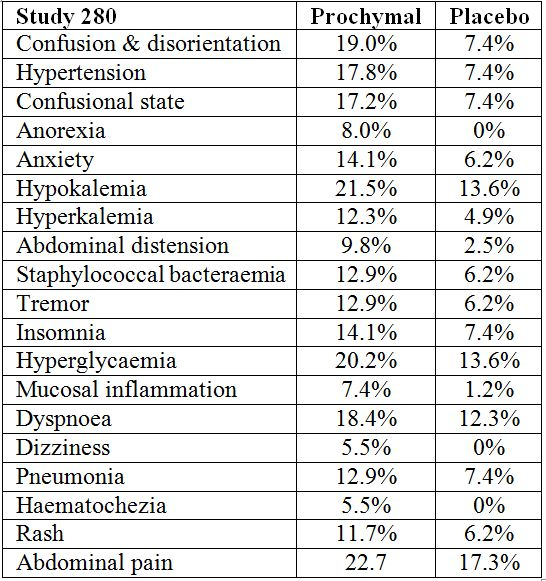 Study 280 Prochymal Placebo
Confusion & disorientation 19.0% 7.4%
Hypertension 17.8% 7.4%
Confusional state 17.2% 7.4%
Anorexia 8.0% 0%
Anxiety 14.1% 6.2%
Hypokalemia 21.5% 13.6%
Hyperkalemia 12.3% 4.9%
Abdominal distension 9.8% 2.5%
Staphylococcal bacteraemia 12.9% 6.2%
Tremor 12.9% 6.2%
Insomnia 14.1% 7.4%
Hyperglycaemia 20.2% 13.6%
Mucosal inflammation 7.4% 1.2%
Dyspnoea 18.4% 12.3%
Dizziness 5.5% 0%
Pneumonia 12.9% 7.4%
Haematochezia 5.5% 0%
Rash 11.7% 6.2%
Abdominal pain 22.7 17.3%